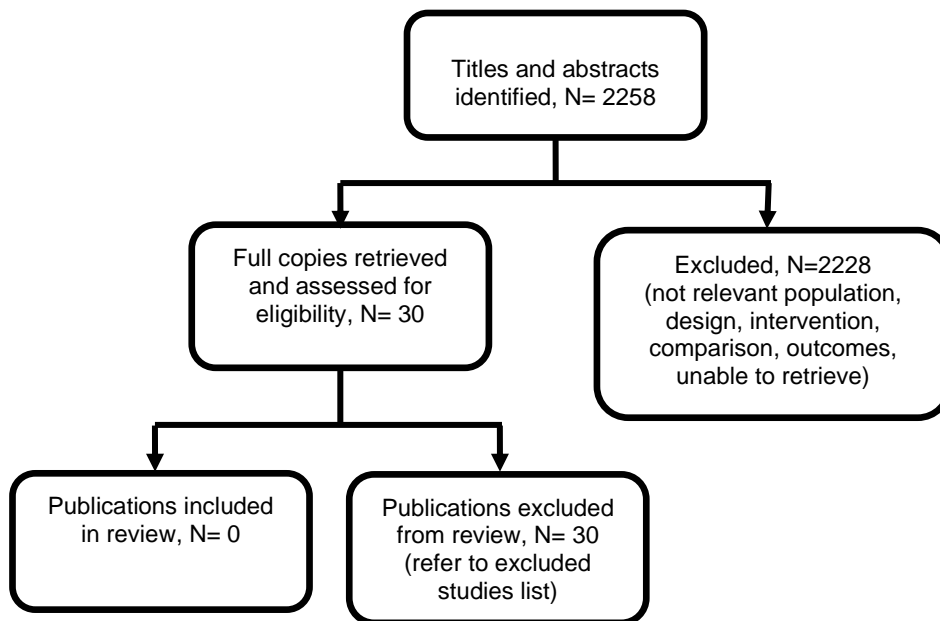 Titles and abstracts
identified, N= 2258
Full copies retrieved
and assessed for
eligibility, N= 30
Excluded, N=2228
(not relevant population,
design, intervention,
comparison, outcomes,
unable to retrieve)
Publications included
in review, N= 0
Publications excluded
from review, N= 30
(refer to excluded
studies list)